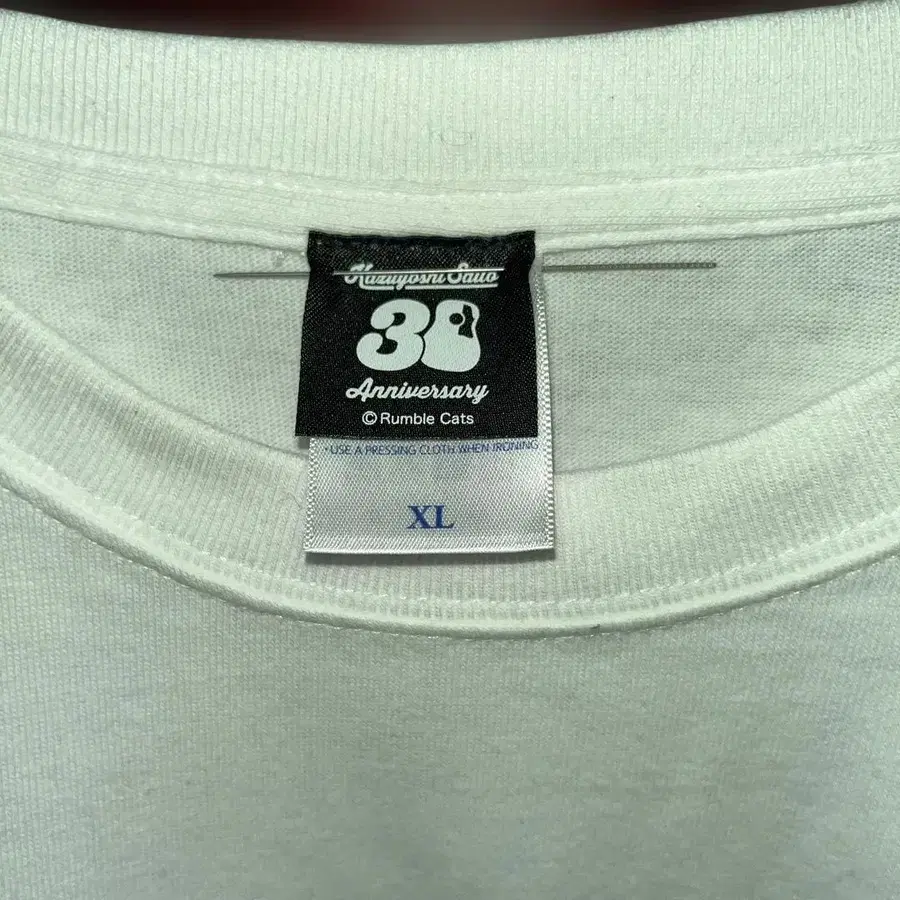 Kazuyoshi Saito
30
Anniversary
© Rumble Cats
· USE A PRESSING CLOTH WHEN IRONING
XL